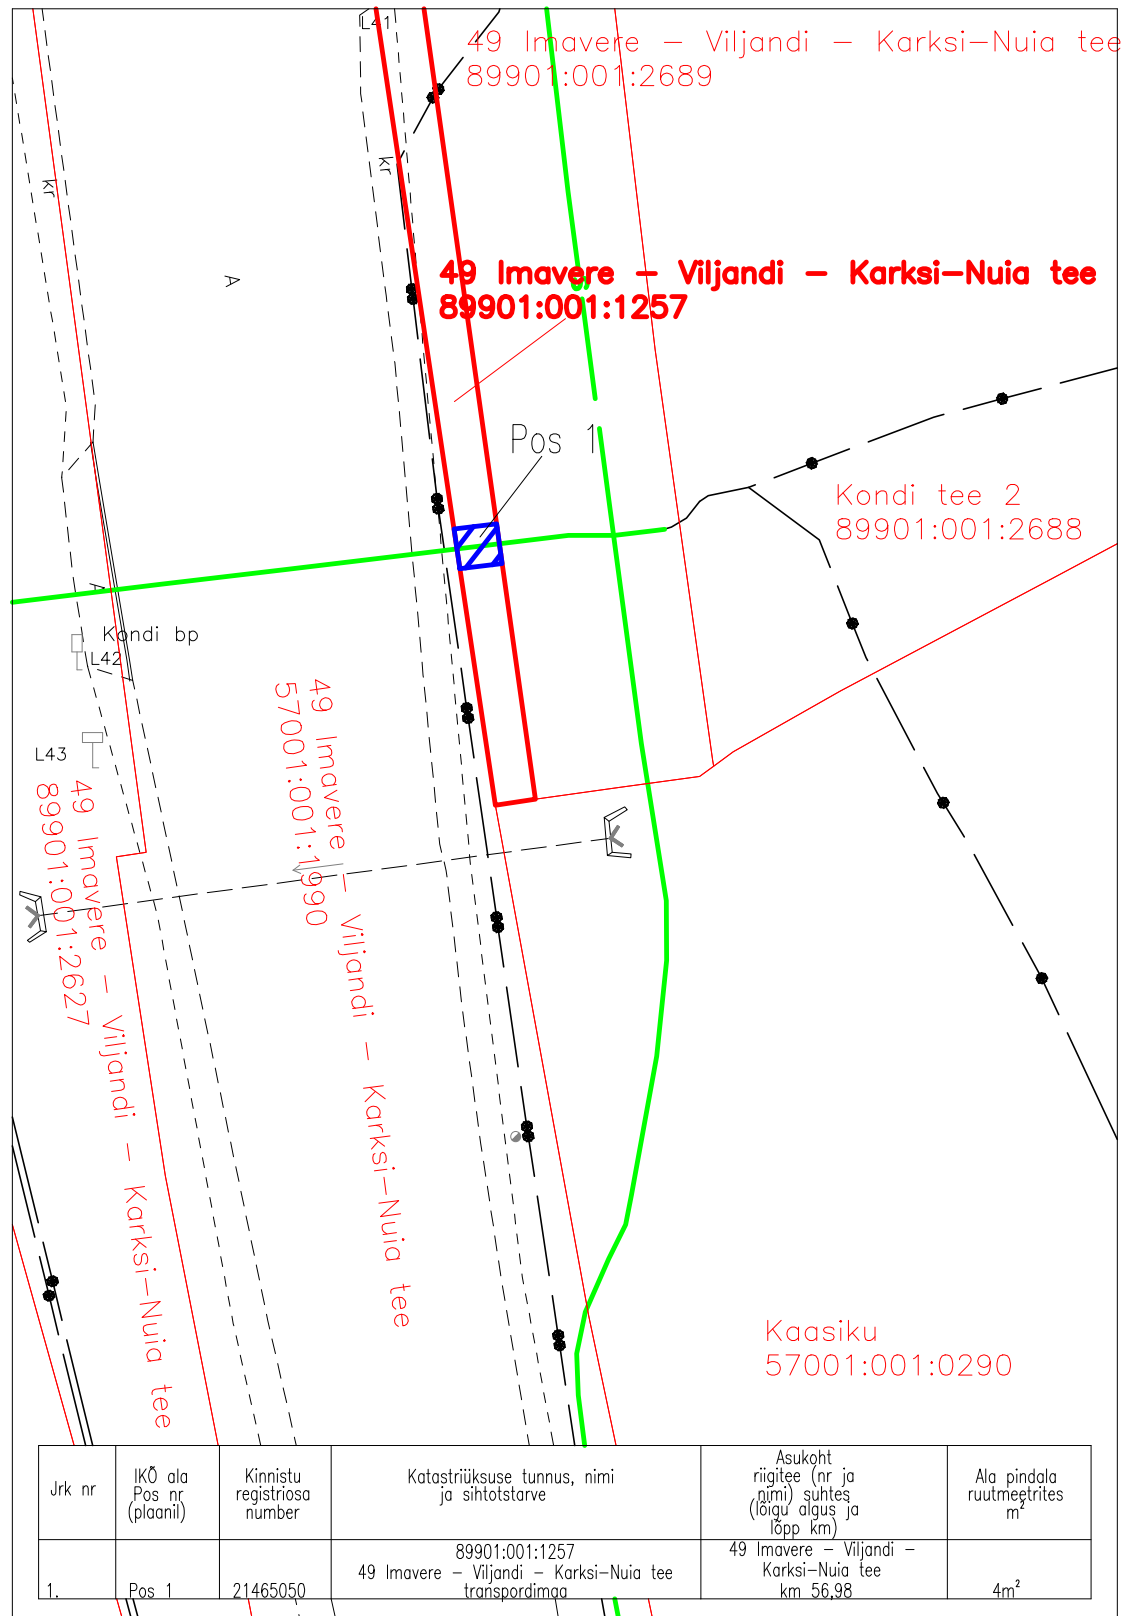 L41
49 Imavere – Viljandi – Karksi–Nuia tee
89901:001:2689
kr
kr
A
49 Imavere – Viljandi – Karksi–Nuia tee
89901:001:1257
Pos 1
Kondi tee 2
89901:001:2688
A
Kondi bp
L42
L43
49 Imavere – Viljandi – Karksi–Nuia tee
57001:001:1990
49 Imavere – Viljandi – Karksi–Nuia tee
89901:001:2627
Kaasiku
57001:001:0290
Jrk nr
IKÕ ala
Pos nr
(plaanil)
Kinnistu
registriosa
number
Katastriüksuse tunnus, nimi
ja sihtotstarve
Asukoht
riigitee (nr ja
nimi) suhtes
(lõigu algus ja
lõpp km)
Ala pindala
ruutmeetrites
m²
1.
Pos 1
21465050
89901:001:1257
49 Imavere – Viljandi – Karksi–Nuia tee
transpordimaa
49 Imavere – Viljandi –
Karksi–Nuia tee
km 56,98
4m²